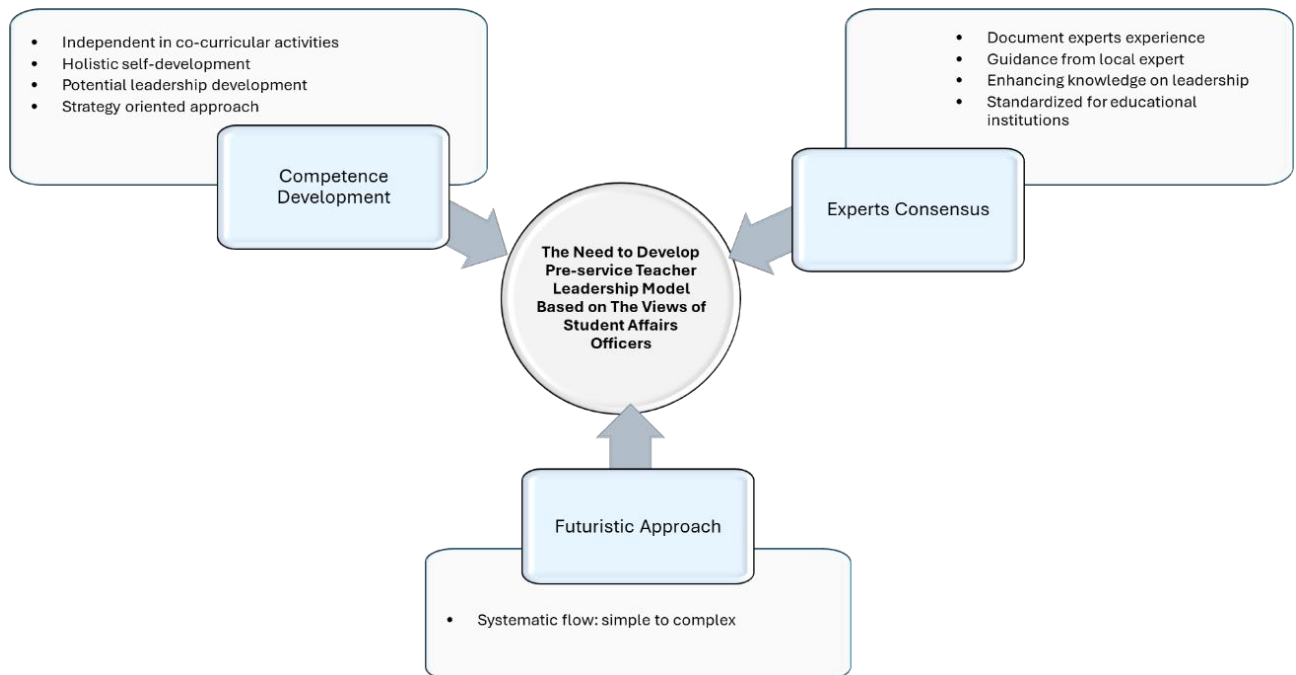 • Independent in co-curricular activities
• Holistic self-development
• Potential leadership development
• Strategy oriented approach
Competence
Development
• Document experts experience
• Guidance from local expert
• Enhancing knowledge on leadership
• Standardized for educational
institutions
Experts Consensus
The Need to Develop
Pre-service Teacher
Leadership Model
Based on The Views of
Student Affairs
Officers
Futuristic Approach
• Systematic flow: simple to complex